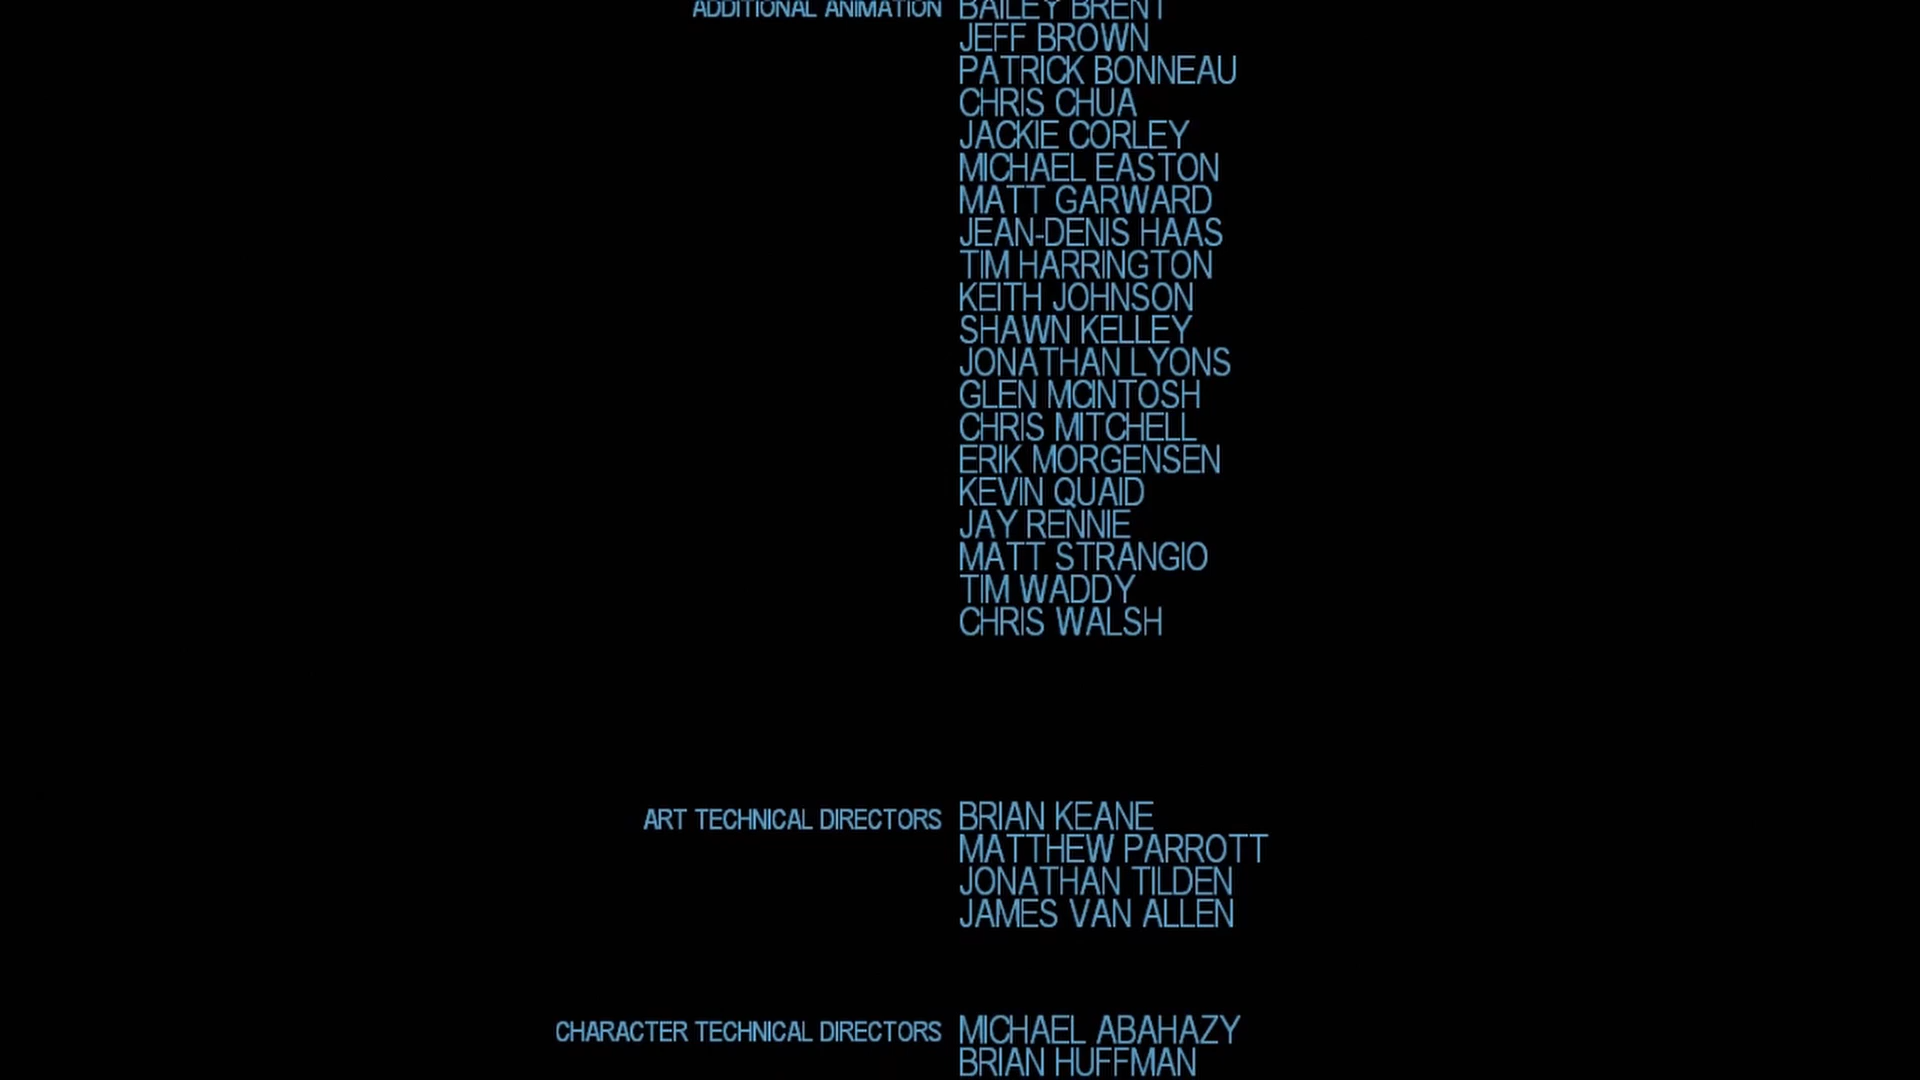 ADDITIONAL ANIMATION BAILEY BRENT
JEFF BROWN
PATRICK BONNEAU
CHRIS CHUA
JACKIE CORLEY
MICHAEL EASTON
MATT GARWARD
JEAN-DENIS HAAS
TIM HARRINGTON
KEITH JOHNSON
SHAWN KELLEY
JONATHAN LYONS
GLEN MCINTOSH
CHRIS MITCHELL
ERIK MORGENSEN
KEVIN QUAID
JAY RENNIE
MATT STRANGIO
TIM WADDY
CHRIS WALSH
ART TECHNICAL DIRECTORS BRIAN KEANE
MATTHEW PARROTT
JONATHAN TILDEN
JAMES VAN ALLEN
CHARACTER TECHNICAL DIRECTORS MICHAEL ABAHAZY
BRIAN HUFFMAN